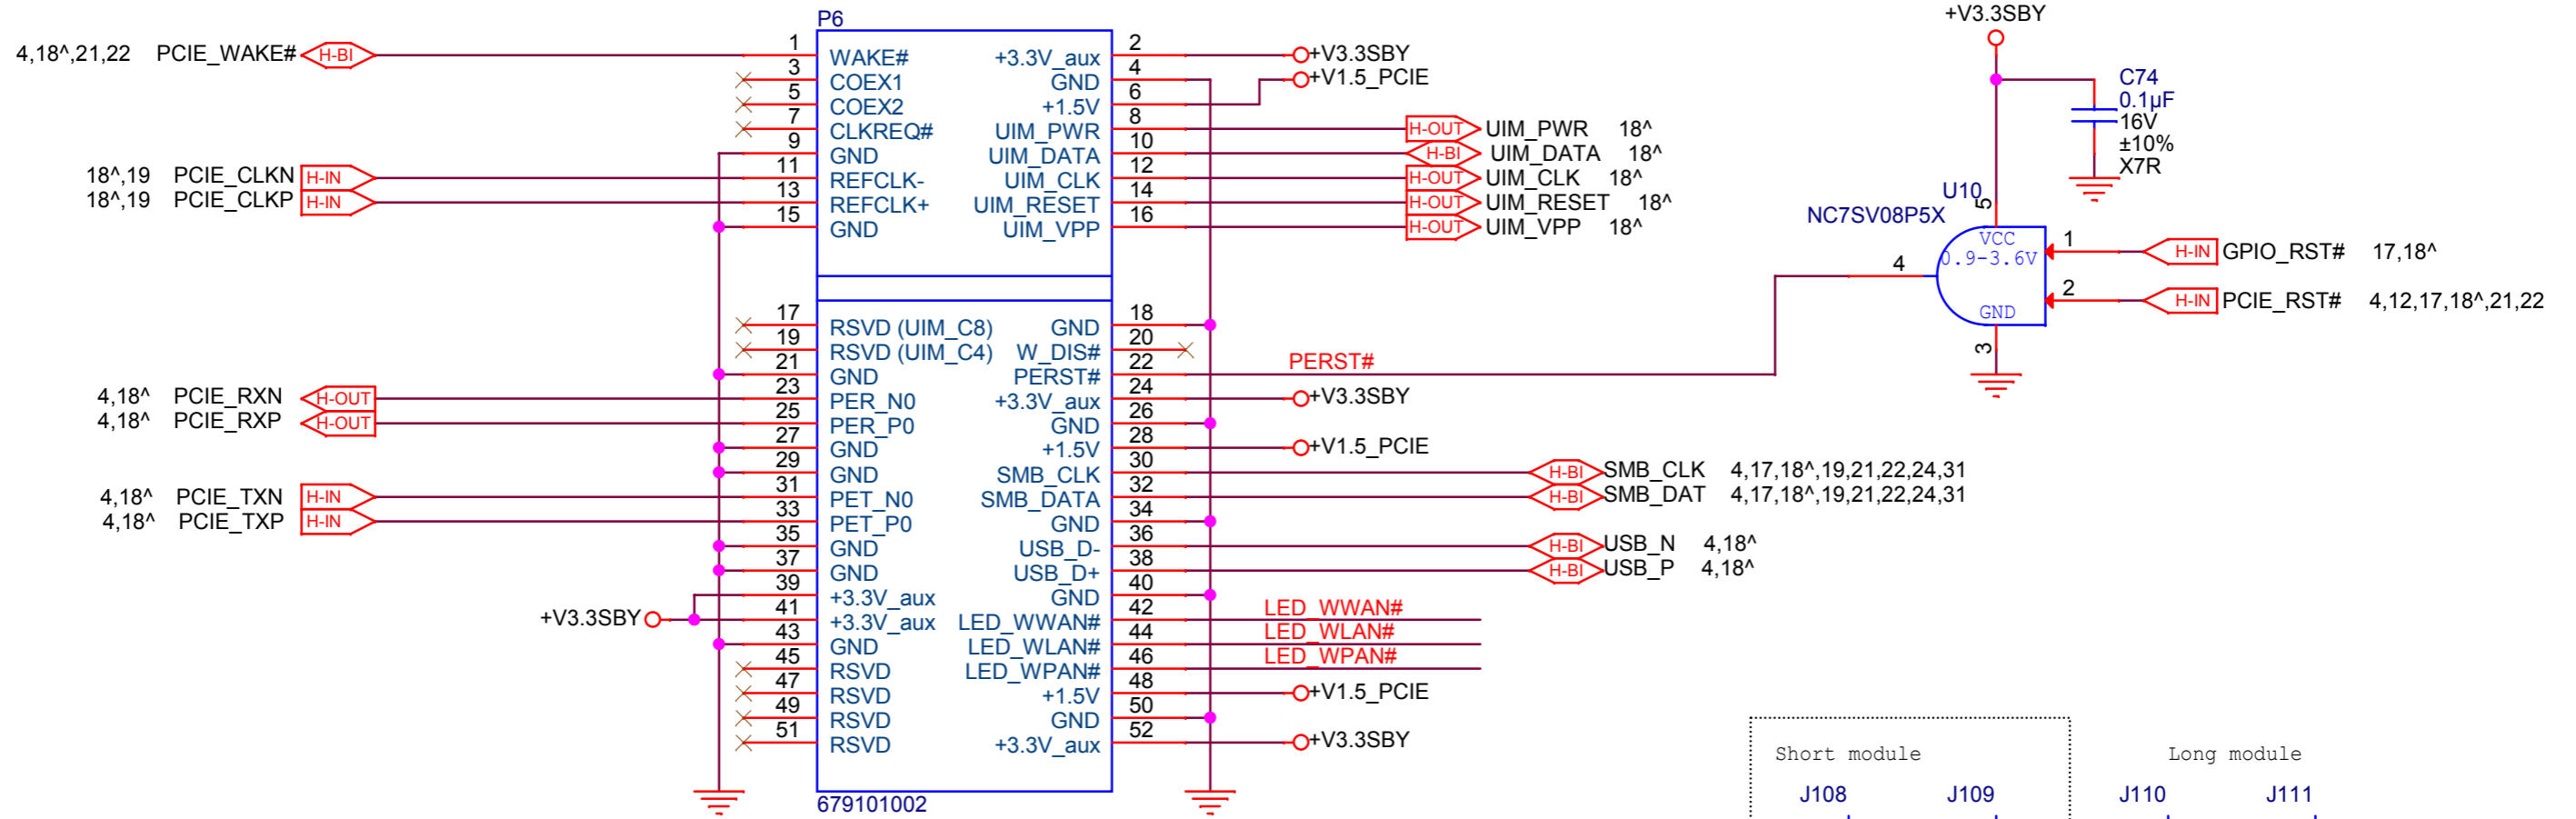 P6
4,18^,21,22 PCIE_WAKE# H-BI 1 WAKE# +3.3V_aux 2 +V3.3SBY
3 COEX1 GND 4 +V1.5_PCIE
5 COEX2 +1.5V 6
7 CLKREQ# UIM_PWR 8 H-OUT UIM_PWR 18^
9 GND UIM_DATA 10 H-BI UIM_DATA 18^
18^,19 PCIE_CLKN H-IN 11 REFCLK- UIM_CLK 12 H-OUT UIM_CLK 18^
18^,19 PCIE_CLKP H-IN 13 REFCLK+ UIM_RESET 14 H-OUT UIM_RESET 18^
15 GND UIM_VPP 16 H-OUT UIM_VPP 18^
17 RSVD (UIM_C8) GND 18
19 RSVD (UIM_C4) W_DIS# 20
21 GND PERST# 22 PERST#
4,18^ PCIE_RXN H-OUT 23 PER_N0 +3.3V_aux 24 +V3.3SBY
4,18^ PCIE_RXP H-OUT 25 PER_P0 GND 26
27 GND +1.5V 28 +V1.5_PCIE
29 GND SMB_CLK 30 H-BI SMB_CLK 4,17,18^,19,21,22,24,31
4,18^ PCIE_TXN H-IN 31 PET_N0 SMB_DATA 32 H-BI SMB_DAT 4,17,18^,19,21,22,24,31
4,18^ PCIE_TXP H-IN 33 PET_P0 GND 34
35 GND USB_D- 36 H-BI USB_N 4,18^
37 GND USB_D+ 38 H-BI USB_P 4,18^
39 +3.3V_aux GND 40
+V3.3SBY 41 +3.3V_aux LED_WWAN# 42 LED_WWAN#
43 GND LED_WLAN# 44 LED_WLAN#
45 RSVD LED_WPAN# 46 LED_WPAN#
47 RSVD +1.5V 48 +V1.5_PCIE
49 RSVD GND 50
51 RSVD +3.3V_aux 52 +V3.3SBY
679101002
+V3.3SBY
C74
0.1µF
16V
±10%
X7R
U10
NC7SV08P5X
5
VCC
0.9-3.6V
GND
4
3
1 H-IN GPIO_RST# 17,18^
2 H-IN PCIE_RST# 4,12,17,18^,21,22
Short module Long module
J108 J109 J110 J111